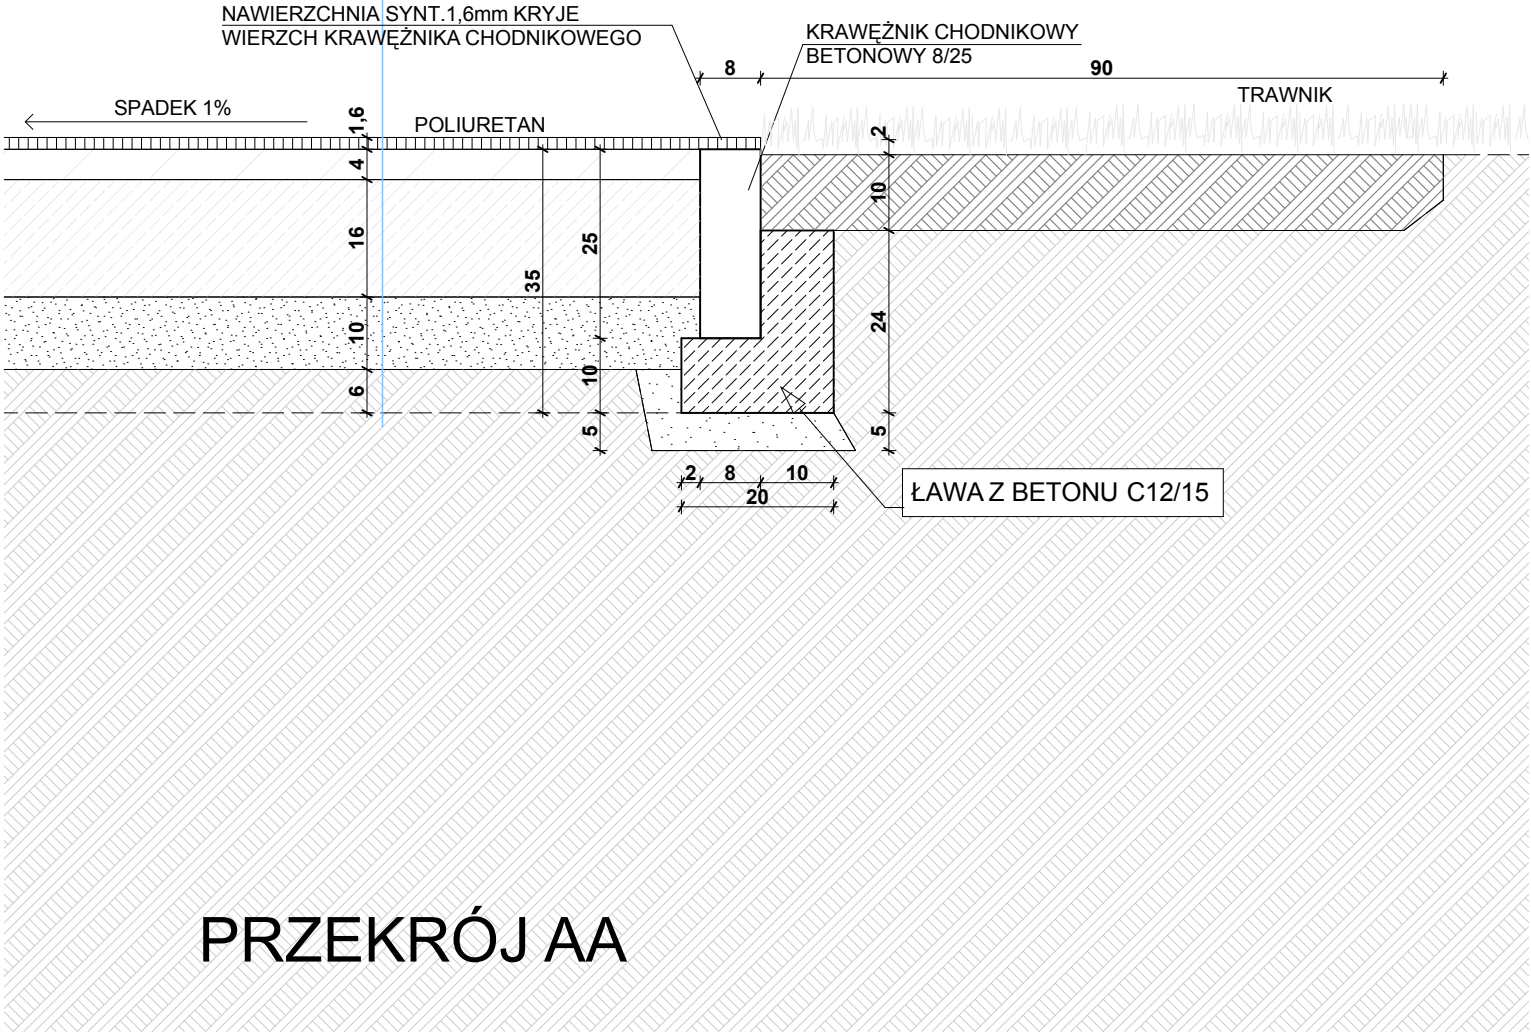 NAWIERZCHNIA SYNT.1,6mm KRYJE
WIERZCH KRAWĘŻNIKA CHODNIKOWEGO
KRAWĘŻNIK CHODNIKOWY
BETONOWY 8/25
8
90
TRAWNIK
SPADEK 1%
POLIURETAN
1,6
4
16
10
6
35
25
10
5
2
10
24
5
2
8
10
20
ŁAWA Z BETONU C12/15
PRZEKRÓJ AA